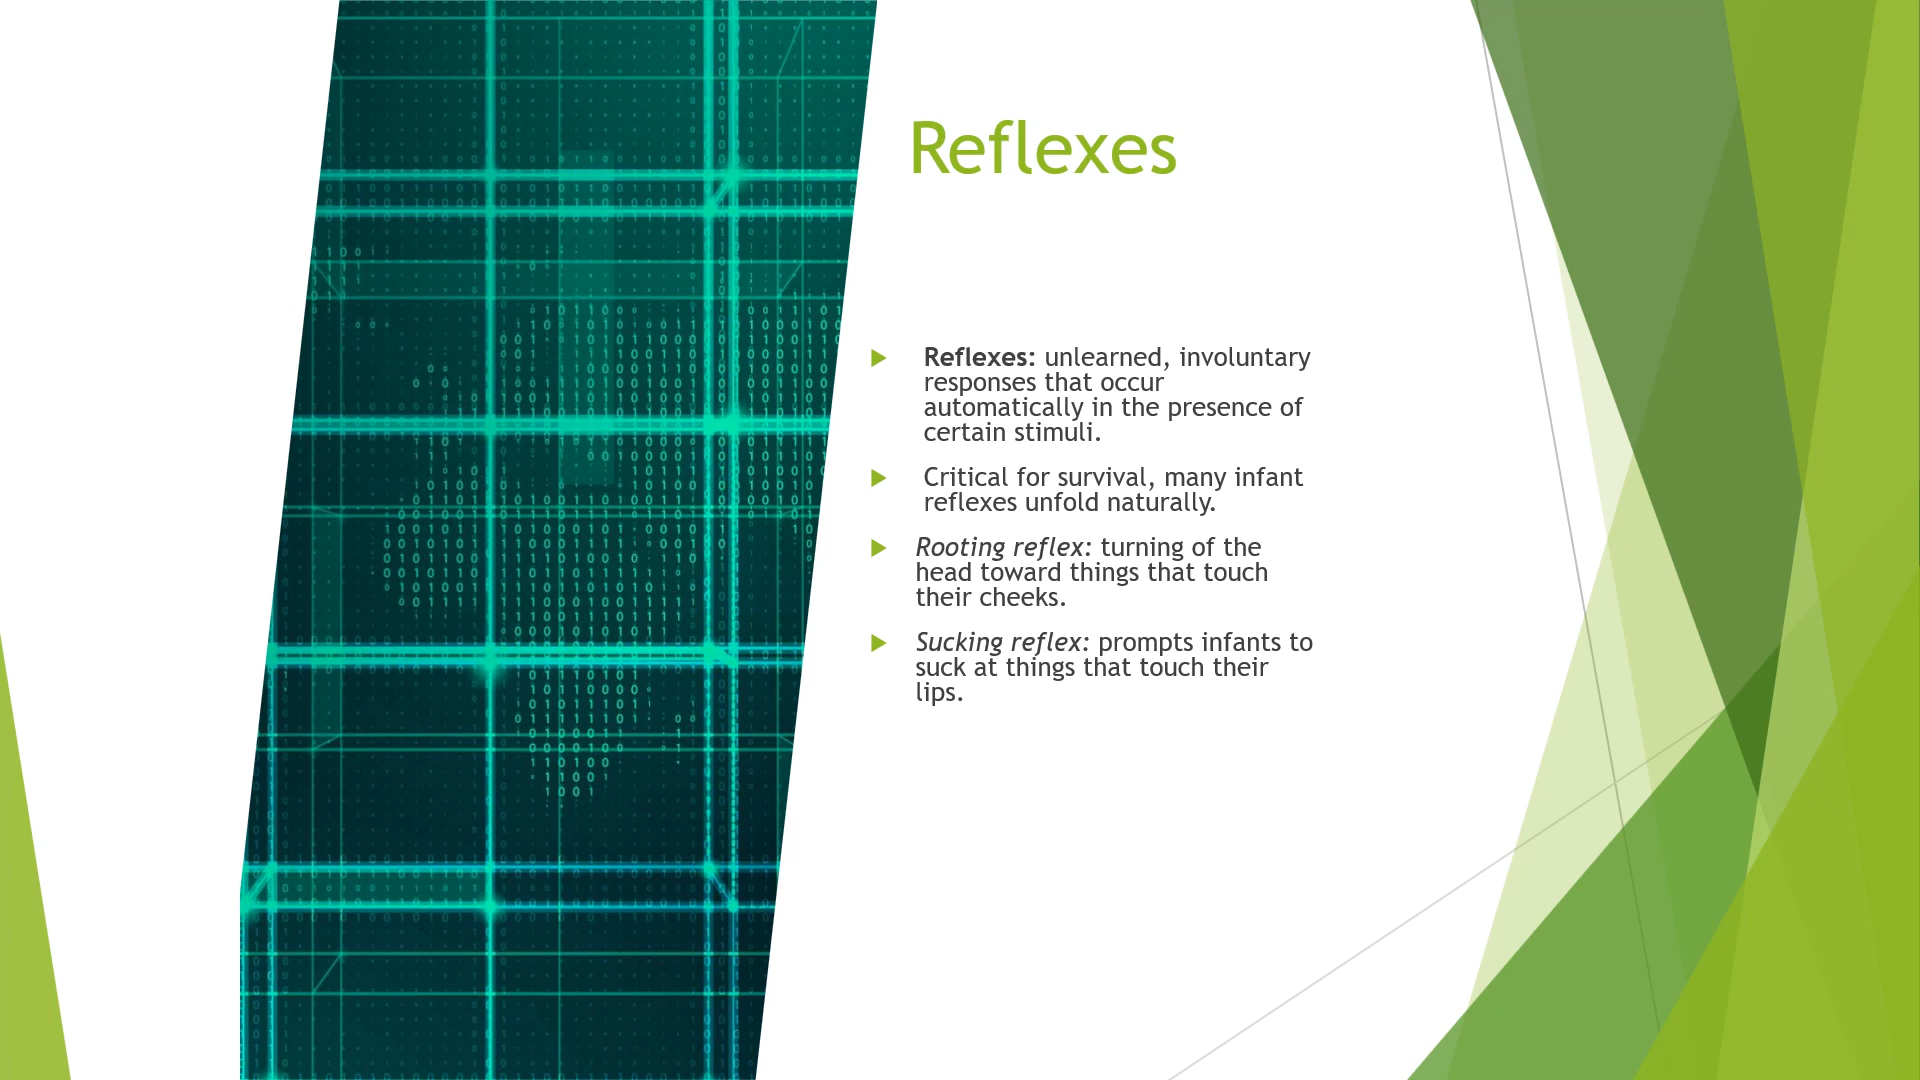 Reflexes
Reflexes: unlearned, involuntary
responses that occur
automatically in the presence of
certain stimuli.
Critical for survival, many infant
reflexes unfold naturally.
Rooting reflex: turning of the
head toward things that touch
their cheeks.
Sucking reflex: prompts infants to
suck at things that touch their
lips.